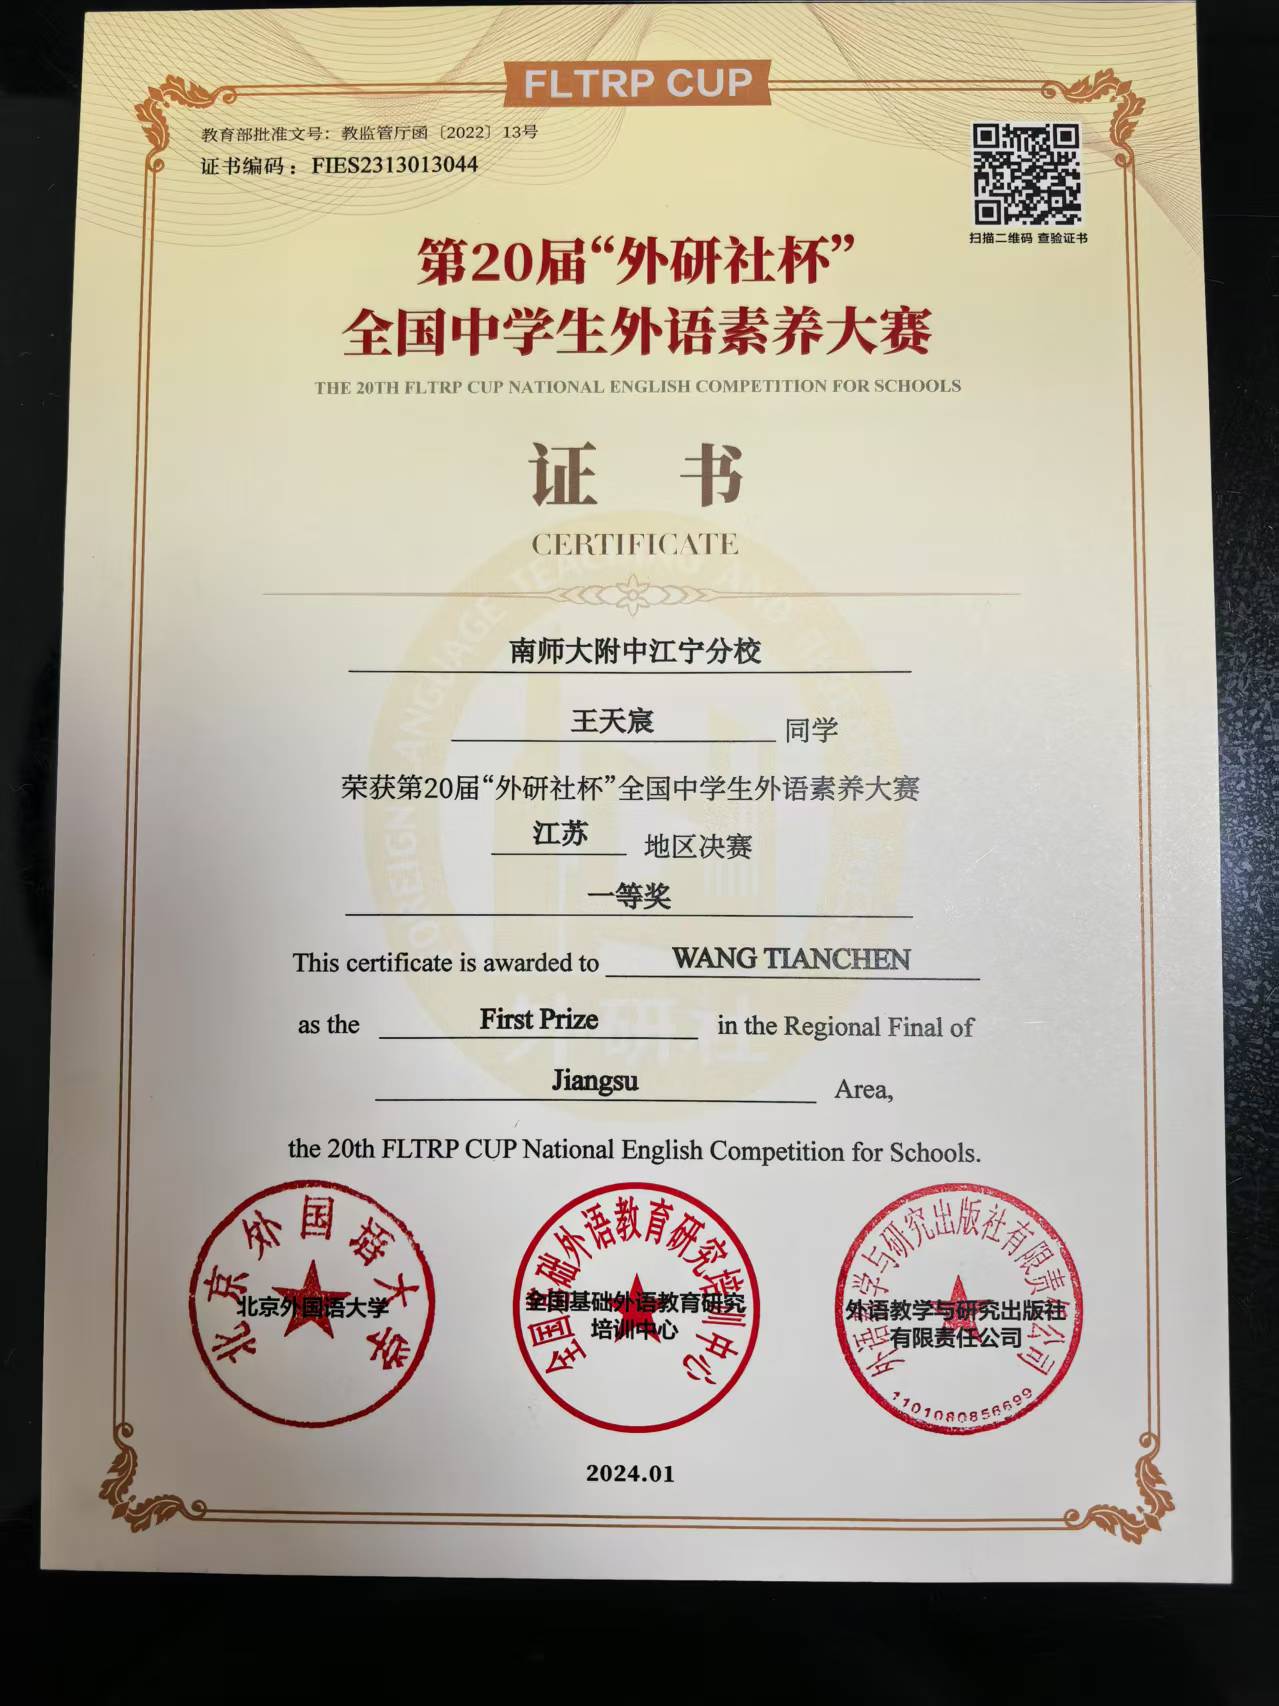 FLTRP CUP
教育部批准文号：教监管厅函〔2022〕13号
证书编码：FIES2313013044
扫描二维码 查验证书
第20届“外研社杯”
全国中学生外语素养大赛
THE 20TH FLTRP CUP NATIONAL ENGLISH COMPETITION FOR SCHOOLS
证 书
CERTIFICATE
南师大附中江宁分校
王天宸 同学
荣获第20届“外研社杯”全国中学生外语素养大赛
江苏 地区决赛
一等奖
This certificate is awarded to WANG TIANCHEN
as the First Prize in the Regional Final of
Jiangsu Area,
the 20th FLTRP CUP National English Competition for Schools.
外研社
北京外国语大学
北京外国语大学
全国基础外语教育研究培训中心
全国基础外语教育研究
培训中心
外语教学与研究出版社有限责任公司
外语教学与研究出版社
有限责任公司
1101080856699
2024.01